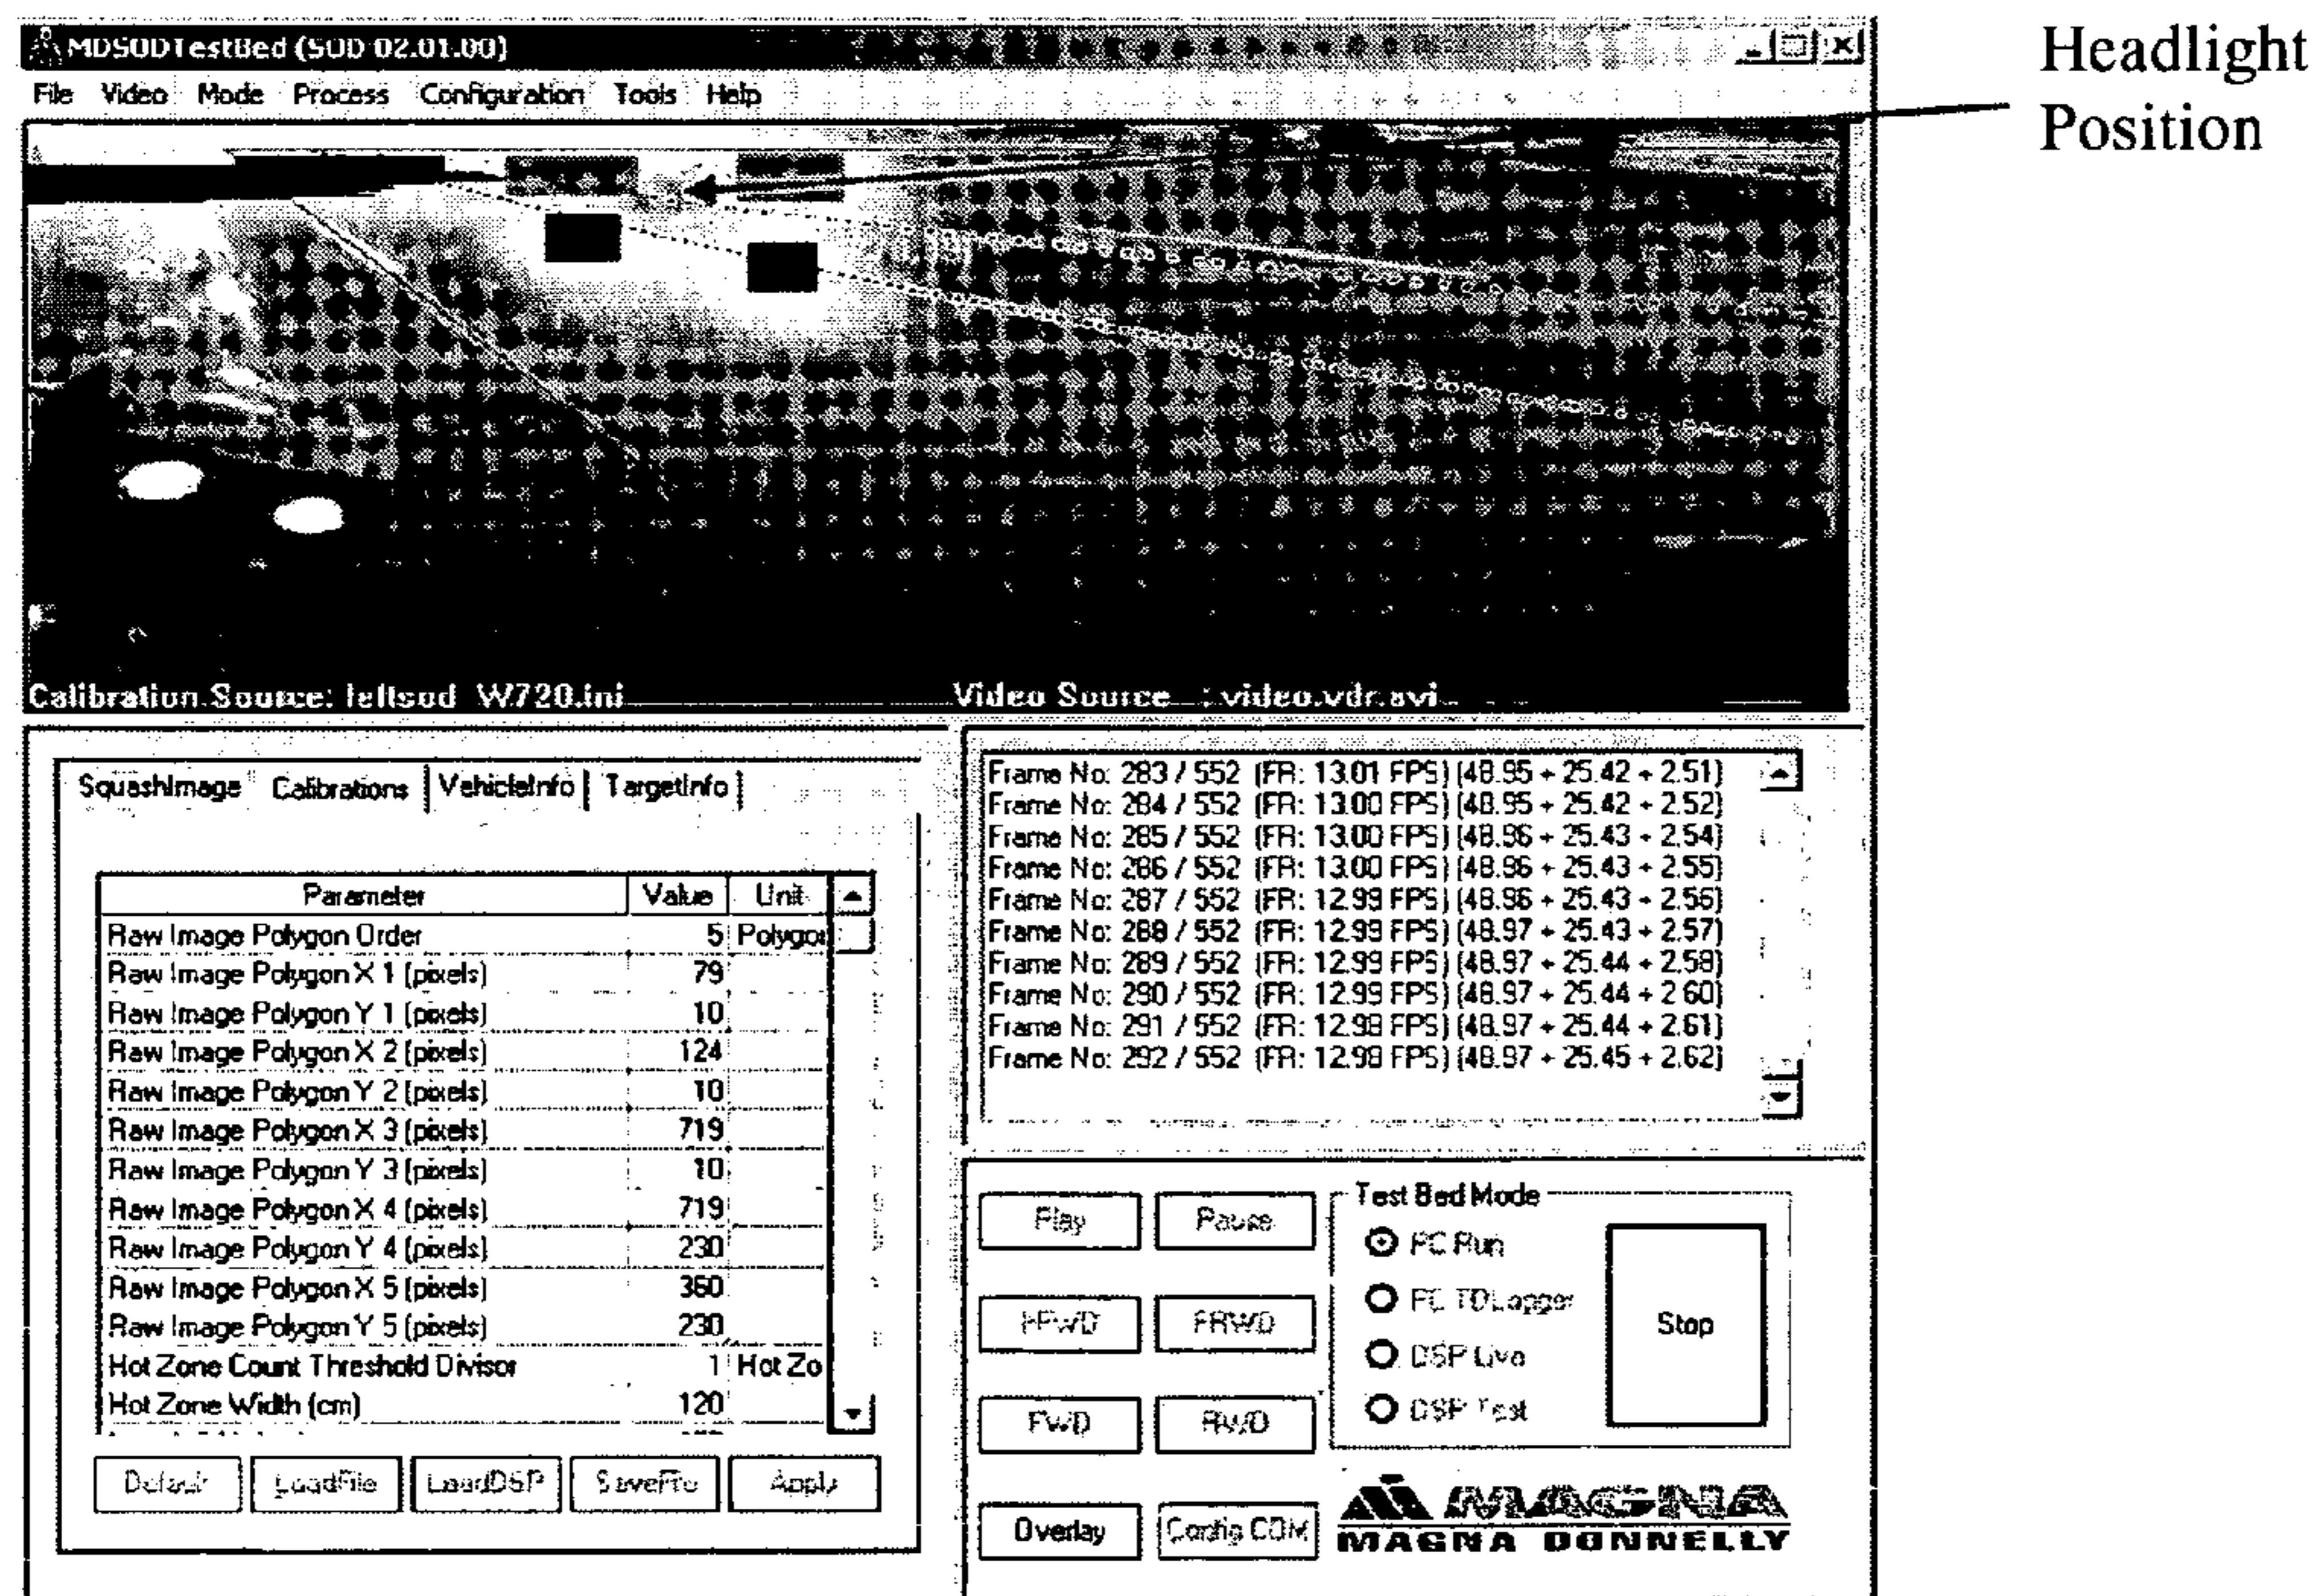 MDSODTestBed (SOD 02.01.00)
Headlight
Position
File Video Mode Process Configuration Tools Help
Calibration Source: leftsod_W720.ini
Video Source : video.vdr.avi
SquashImage Calibrations VehicleInfo TargetInfo
Parameter Value Unit
Raw Image Polygon Order 5 Polygon
Raw Image Polygon X 1 (pixels) 79
Raw Image Polygon Y 1 (pixels) 10
Raw Image Polygon X 2 (pixels) 124
Raw Image Polygon Y 2 (pixels) 10
Raw Image Polygon X 3 (pixels) 719
Raw Image Polygon Y 3 (pixels) 10
Raw Image Polygon X 4 (pixels) 719
Raw Image Polygon Y 4 (pixels) 230
Raw Image Polygon X 5 (pixels) 360
Raw Image Polygon Y 5 (pixels) 230
Hot Zone Count Threshold Divisor 1 Hot Zo
Hot Zone Width (cm) 120
Default LoadFile LoadDSP SaveFile Apply
Frame No: 283 / 552 (FR: 13.01 FPS) (48.95 + 25.42 + 2.51)
Frame No: 284 / 552 (FR: 13.00 FPS) (48.95 + 25.42 + 2.52)
Frame No: 285 / 552 (FR: 13.00 FPS) (48.96 + 25.43 + 2.54)
Frame No: 286 / 552 (FR: 13.00 FPS) (48.96 + 25.43 + 2.55)
Frame No: 287 / 552 (FR: 12.99 FPS) (48.96 + 25.43 + 2.56)
Frame No: 288 / 552 (FR: 12.99 FPS) (48.97 + 25.43 + 2.57)
Frame No: 289 / 552 (FR: 12.99 FPS) (48.97 + 25.44 + 2.58)
Frame No: 290 / 552 (FR: 12.99 FPS) (48.97 + 25.44 + 2.60)
Frame No: 291 / 552 (FR: 12.98 FPS) (48.97 + 25.44 + 2.61)
Frame No: 292 / 552 (FR: 12.98 FPS) (48.97 + 25.45 + 2.62)
Play Pause
FFWD FRWD
FWD RWD
Overlay Config COM
Test Bed Mode
PC Run
PC TDLogger
DSP Live
DSP Test
Stop
MAGNA
MAGNA DONNELLY